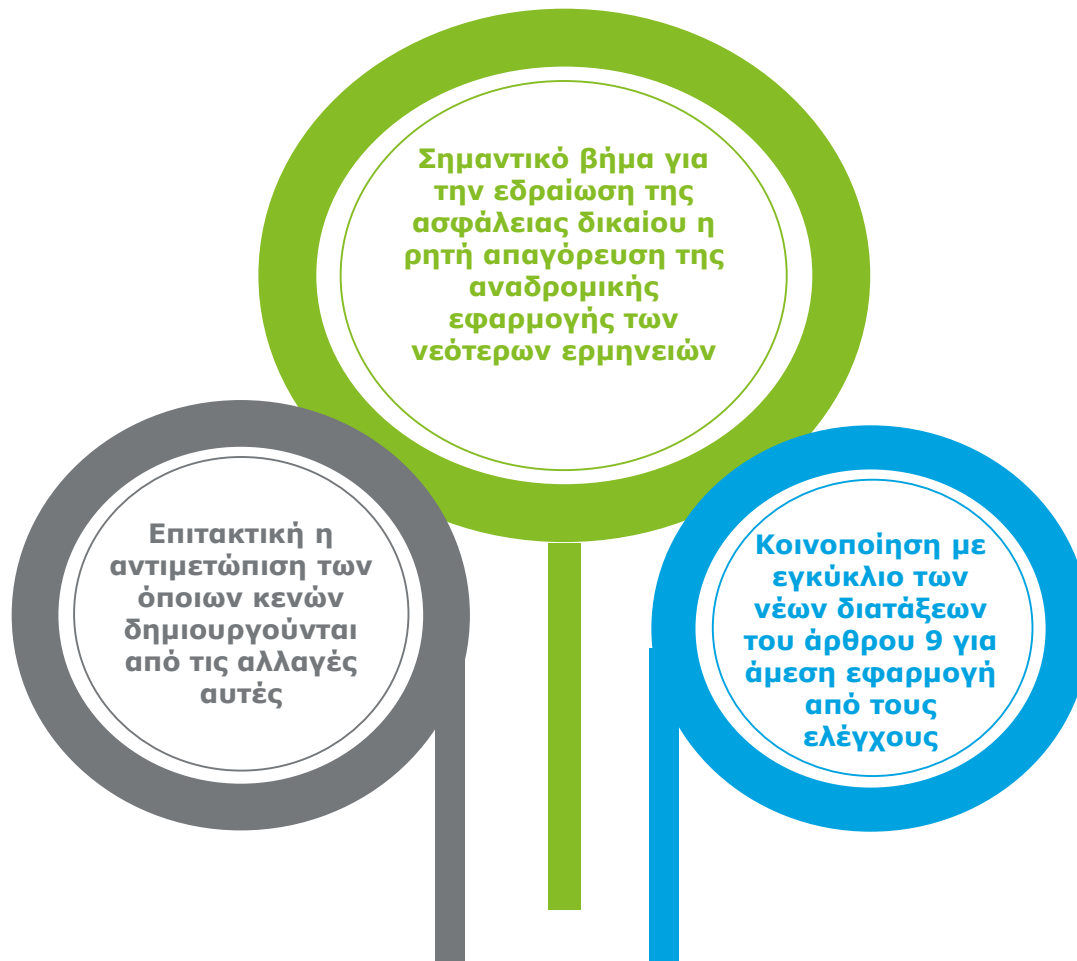 Σημαντικό βήμα για
την εδραίωση της
ασφάλειας δικαίου η
ρητή απαγόρευση της
αναδρομικής
εφαρμογής των
νεότερων ερμηνειών
Επιτακτική η
αντιμετώπιση των
όποιων κενών
δημιουργούνται
από τις αλλαγές
αυτές
Κοινοποίηση με
εγκύκλιο των
νέων διατάξεων
του άρθρου 9 για
άμεση εφαρμογή
από τους
ελέγχους